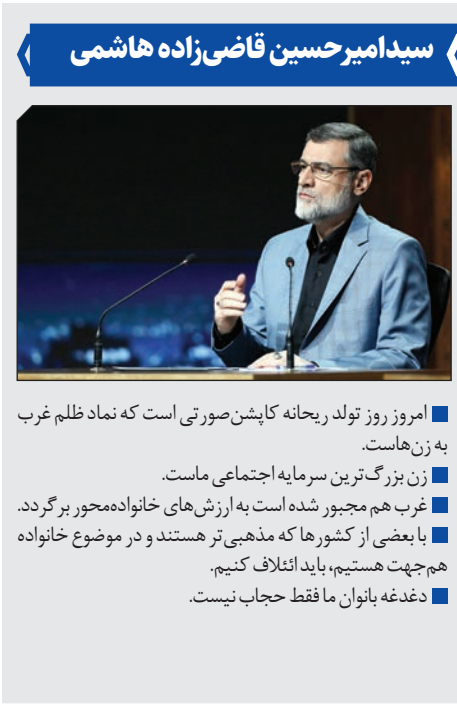 سیدامیرحسین قاضی‌زاده هاشمی
امروز روز تولد ریحانه کاپشن‌صورتی است که نماد ظلم غرب
به زن‌هاست.
زن بزرگ‌ترین سرمایه اجتماعی ماست.
غرب هم مجبور شده است به ارزش‌های خانواده‌محور برگردد.
با بعضی از کشورها که مذهبی‌تر هستند و در موضوع خانواده
هم‌جهت هستیم، باید ائتلاف کنیم.
دغدغه بانوان ما فقط حجاب نیست.